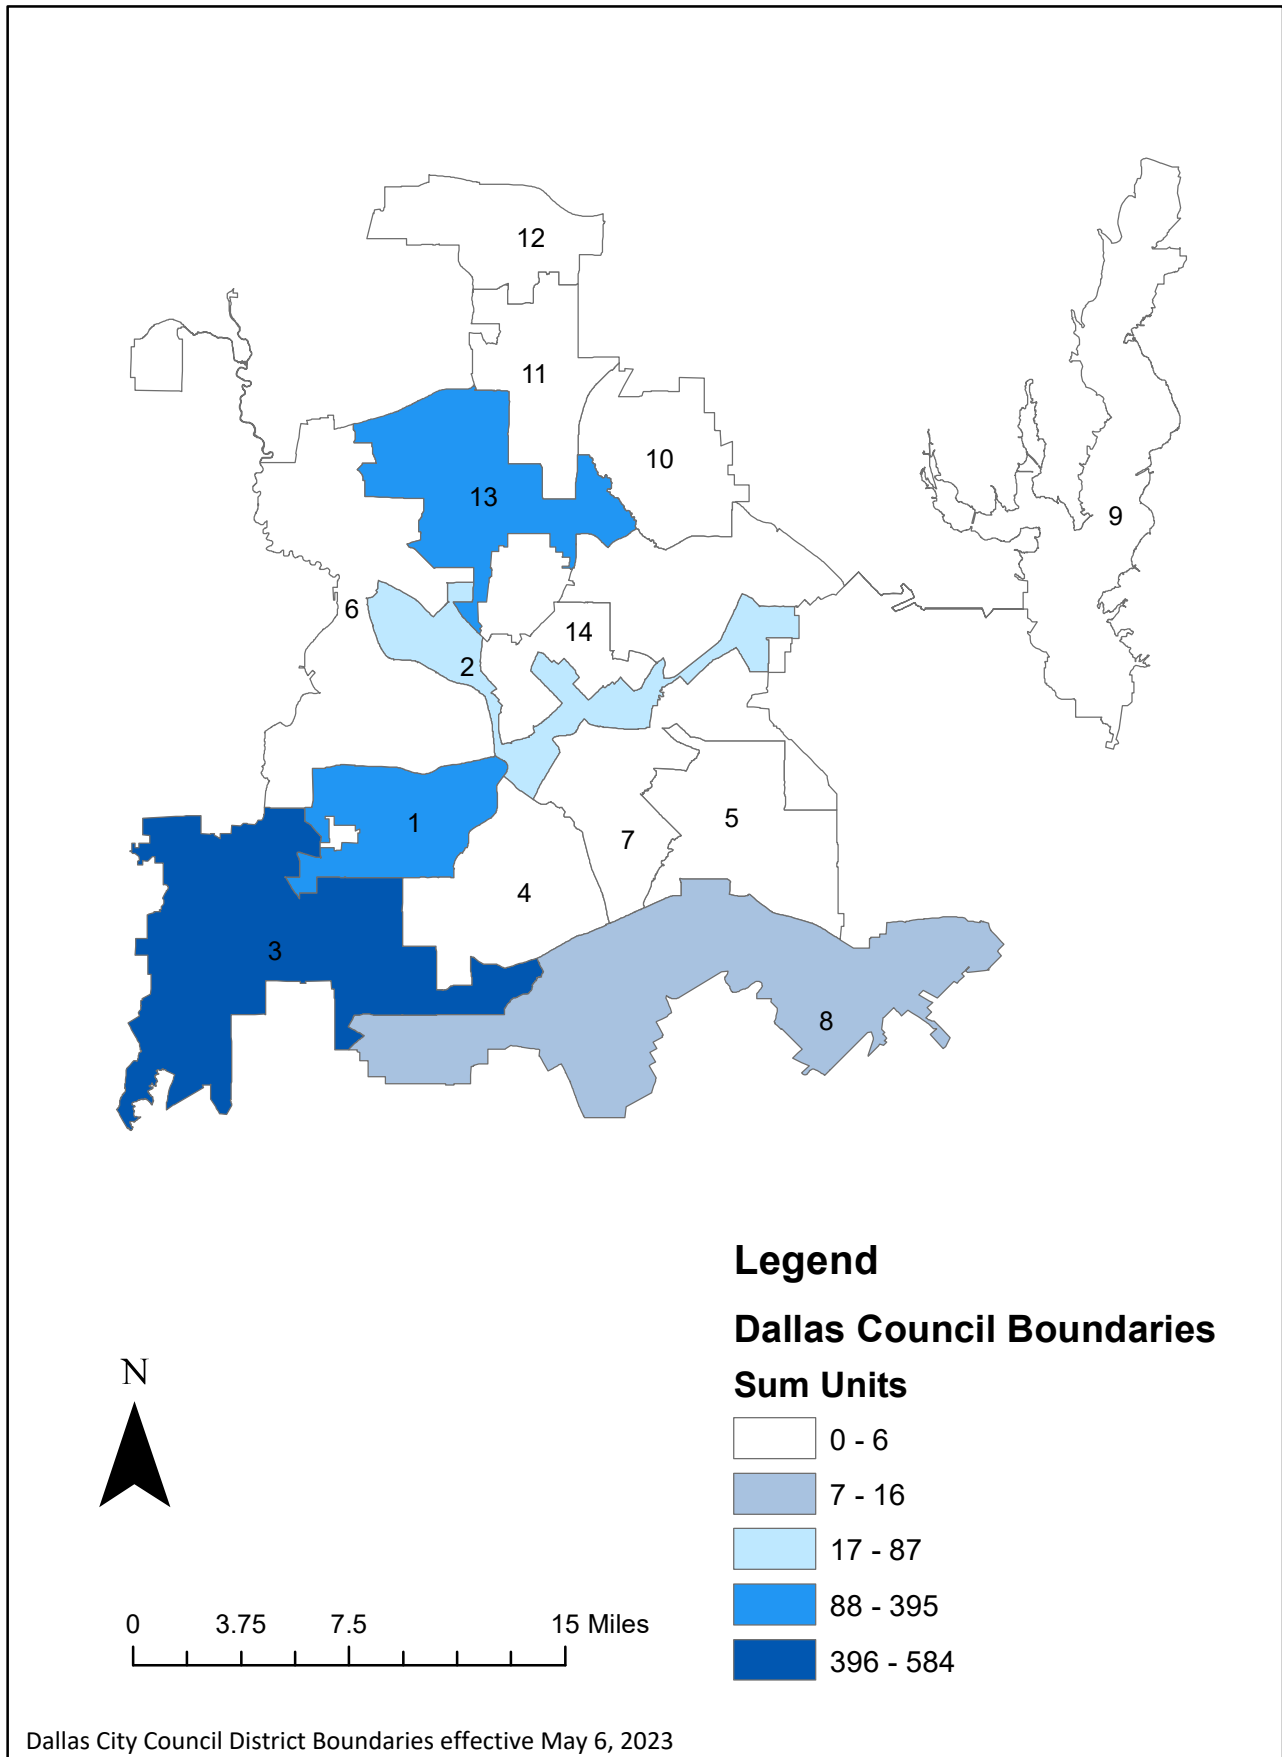 12
11
10
13
9
6
14
2
1
5
7
4
3
8
Legend
Dallas Council Boundaries
Sum Units
0 - 6
7 - 16
17 - 87
88 - 395
396 - 584
N
0 3.75 7.5 15 Miles
Dallas City Council District Boundaries effective May 6, 2023